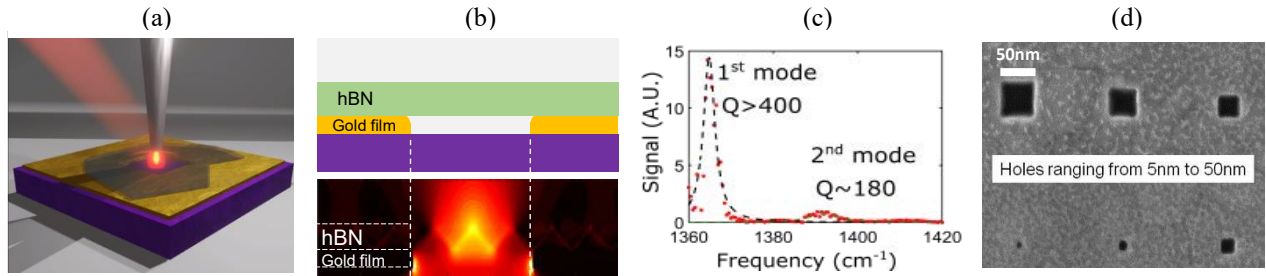 (a)
(b)
(c)
(d)
hBN
Gold film
hBN
Gold film
15
10
5
0
Signal (A.U.)
1st mode
Q>400
2nd mode
Q~180
1360
1380
1400
1420
Frequency (cm-1)
50nm
Holes ranging from 5nm to 50nm